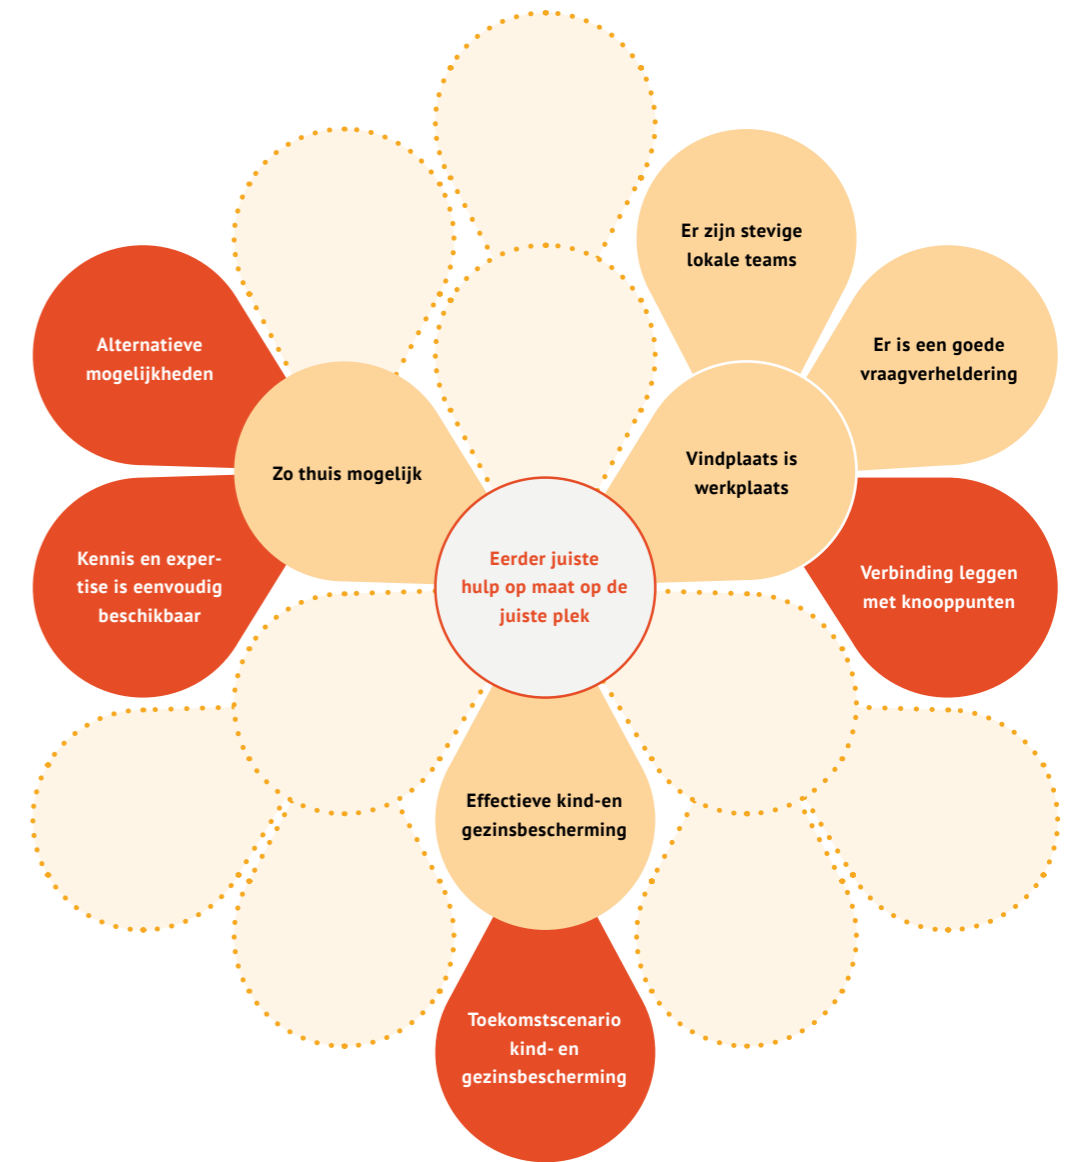 Er zijn stevige
lokale teams
Alternatieve
mogelijkheden
Er is een goede
vraagverheldering
Zo thuis mogelijk
Vindplaats is
werkplaats
Kennis en exper-
tise is eenvoudig
beschikbaar
Eerder juiste
hulp op maat op de
juiste plek
Verbinding leggen
met knooppunten
Effectieve kind-en
gezinsbescherming
Toekomstscenario
kind- en
gezinsbescherming